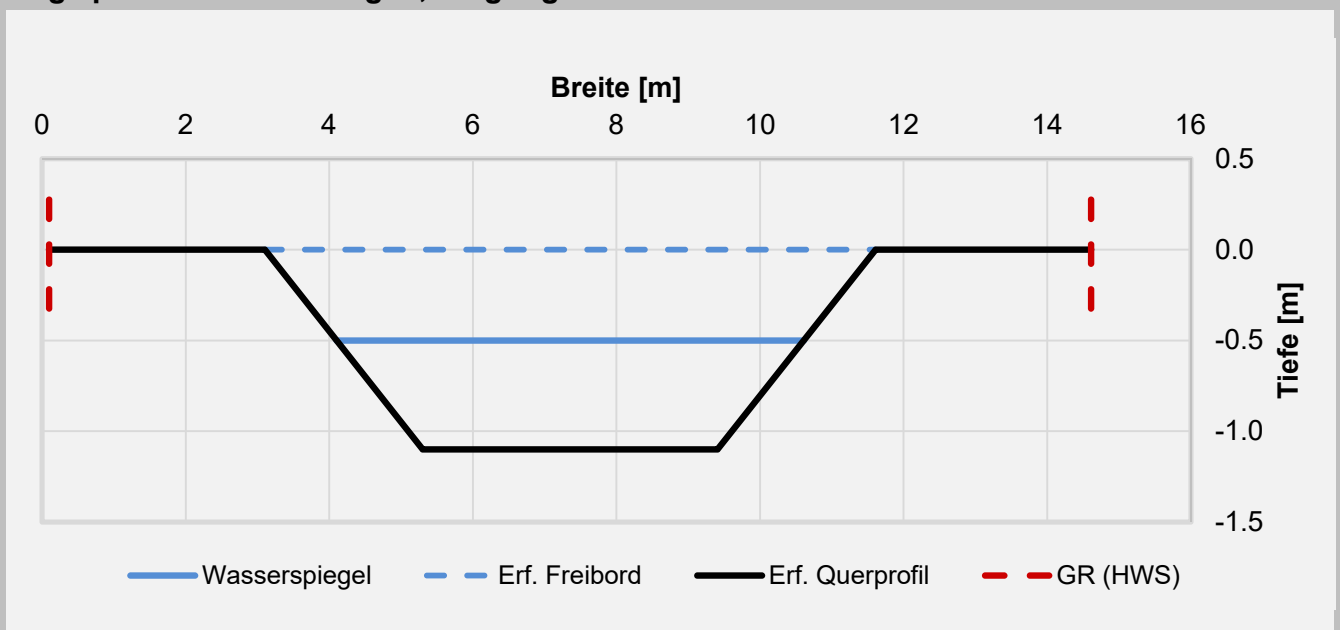 Breite [m]
0 2 4 6 8 10 12 14 16
0.5
0.0
-0.5
-1.0
-1.5
Tiefe [m]
Wasserspiegel Erf. Freibord Erf. Querprofil GR (HWS)